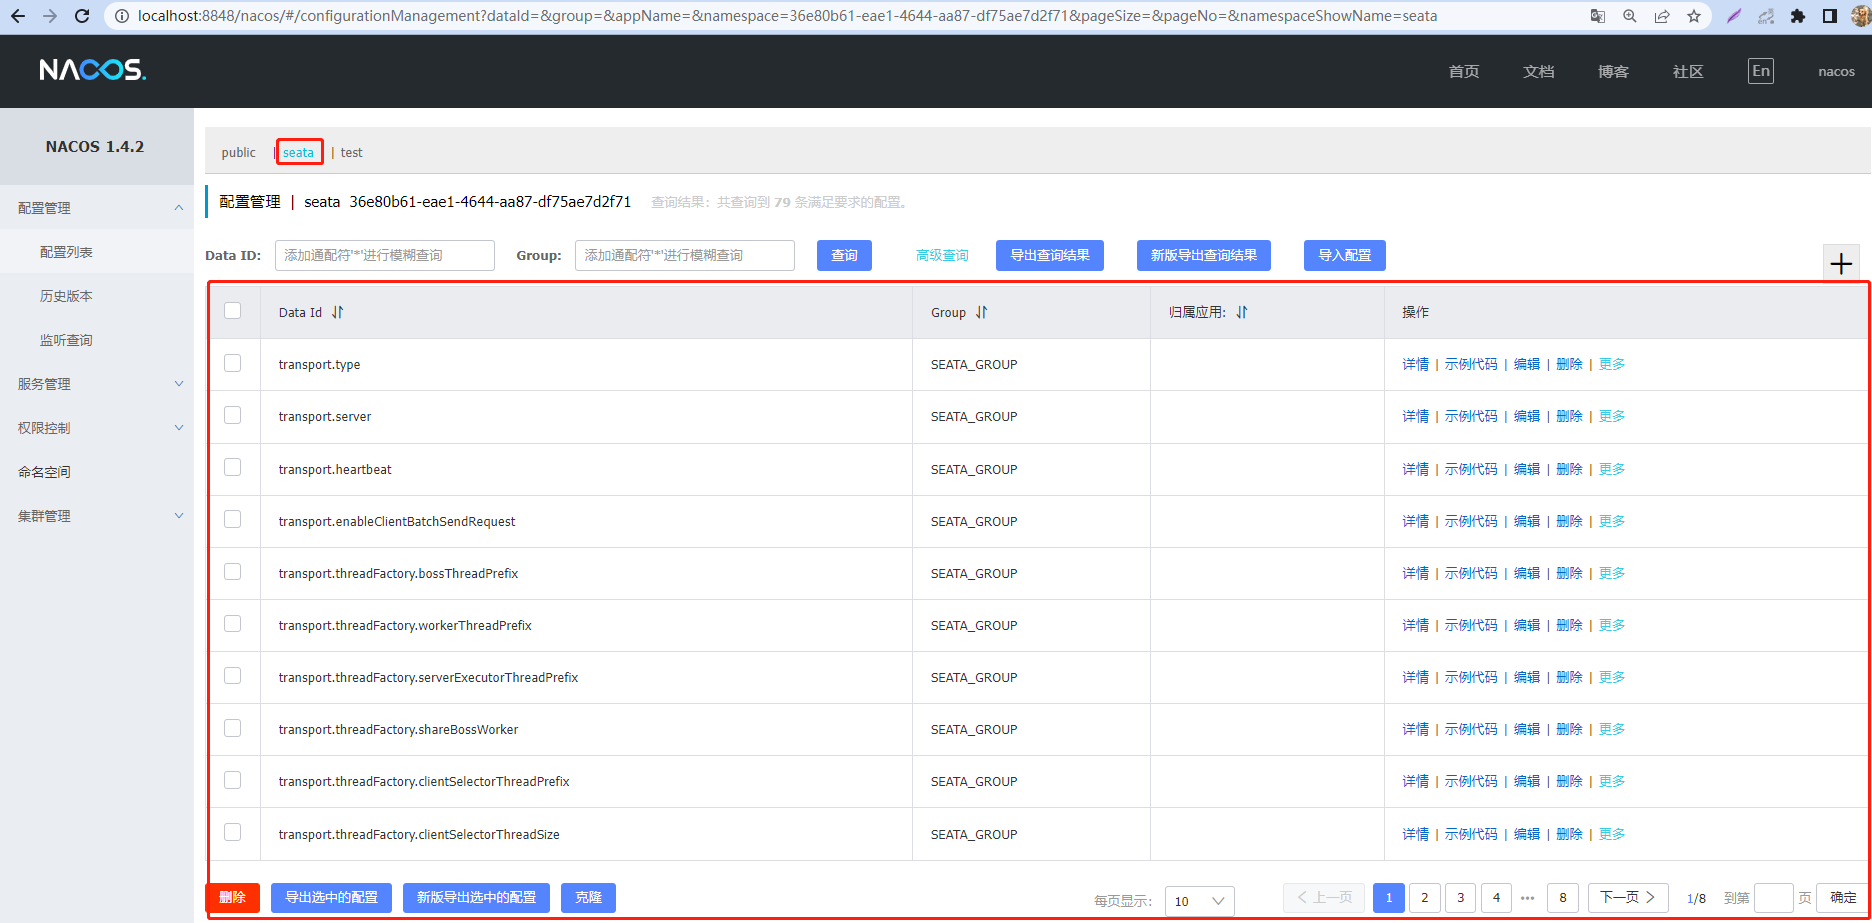 localhost:8848/nacos/#/configurationManagement?dataId=&group=&appName=&namespace=36e80b61-eae1-4644-aa87-df75ae7d2f71&pageSize=&pageNo=&namespaceShowName=seata
NACOS. 首页 文档 博客 社区 En nacos
NACOS 1.4.2
配置管理
配置列表
历史版本
监听查询
服务管理
权限控制
命名空间
集群管理
public | seata | test
配置管理 | seata 36e80b61-eae1-4644-aa87-df75ae7d2f71 查询结果：共查询到 79 条满足要求的配置。
Data ID: 添加通配符'*'进行模糊查询 Group: 添加通配符'*'进行模糊查询 查询 高级查询 导出查询结果 新版导出查询结果 导入配置 +
Data Id Group 归属应用: 操作
transport.type SEATA_GROUP 详情 | 示例代码 | 编辑 | 删除 | 更多
transport.server SEATA_GROUP 详情 | 示例代码 | 编辑 | 删除 | 更多
transport.heartbeat SEATA_GROUP 详情 | 示例代码 | 编辑 | 删除 | 更多
transport.enableClientBatchSendRequest SEATA_GROUP 详情 | 示例代码 | 编辑 | 删除 | 更多
transport.threadFactory.bossThreadPrefix SEATA_GROUP 详情 | 示例代码 | 编辑 | 删除 | 更多
transport.threadFactory.workerThreadPrefix SEATA_GROUP 详情 | 示例代码 | 编辑 | 删除 | 更多
transport.threadFactory.serverExecutorThreadPrefix SEATA_GROUP 详情 | 示例代码 | 编辑 | 删除 | 更多
transport.threadFactory.shareBossWorker SEATA_GROUP 详情 | 示例代码 | 编辑 | 删除 | 更多
transport.threadFactory.clientSelectorThreadPrefix SEATA_GROUP 详情 | 示例代码 | 编辑 | 删除 | 更多
transport.threadFactory.clientSelectorThreadSize SEATA_GROUP 详情 | 示例代码 | 编辑 | 删除 | 更多
删除 导出选中的配置 新版导出选中的配置 克隆 每页显示: 10 < 上一页 1 2 3 4 ••• 8 下一页 > 1/8 到第 页 确定